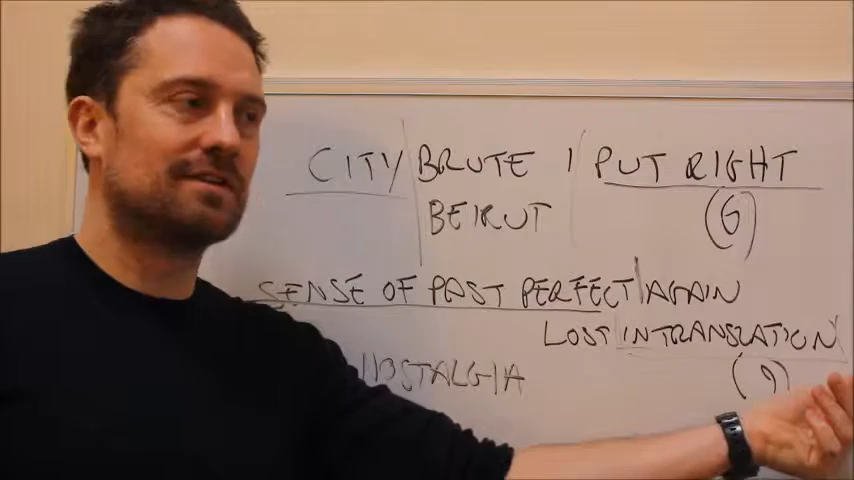 CITY BRUTE I PUT RIGHT
BEIRUT (6)
SENSE OF PAST PERFECT AGAIN
LOST IN TRANSLATION
NOSTALGIA (9)